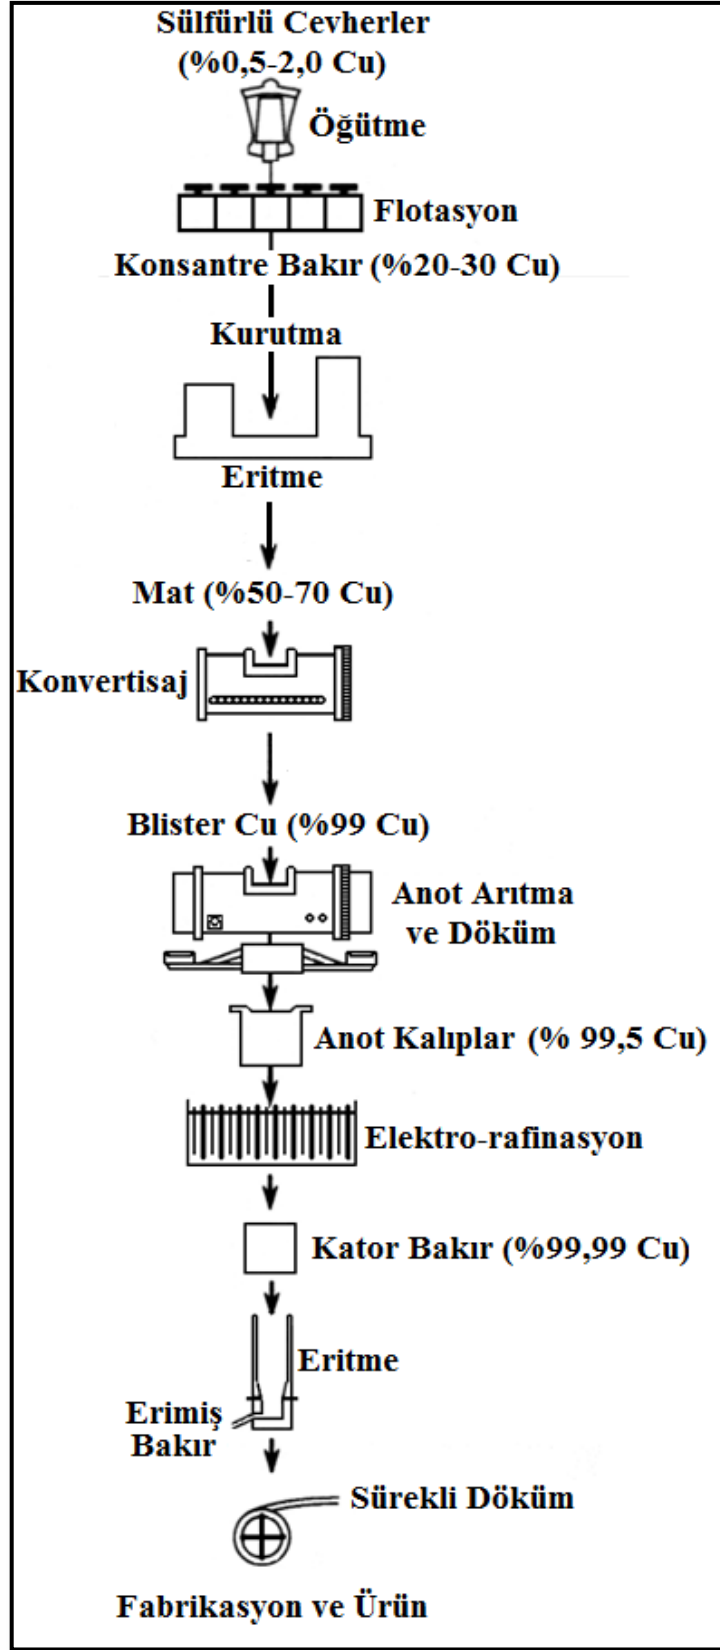 Sülfürlü Cevherler
(%0,5-2,0 Cu)
Öğütme
Flotasyon
Konsantre Bakır (%20-30 Cu)
Kurutma
Eritme
Mat (%50-70 Cu)
Konvertisaj
Blister Cu (%99 Cu)
Anot Arıtma
ve Döküm
Anot Kalıplar (% 99,5 Cu)
Elektro-rafinasyon
Kator Bakır (%99,99 Cu)
Eritme
Erimiş
Bakır
Sürekli Döküm
Fabrikasyon ve Ürün